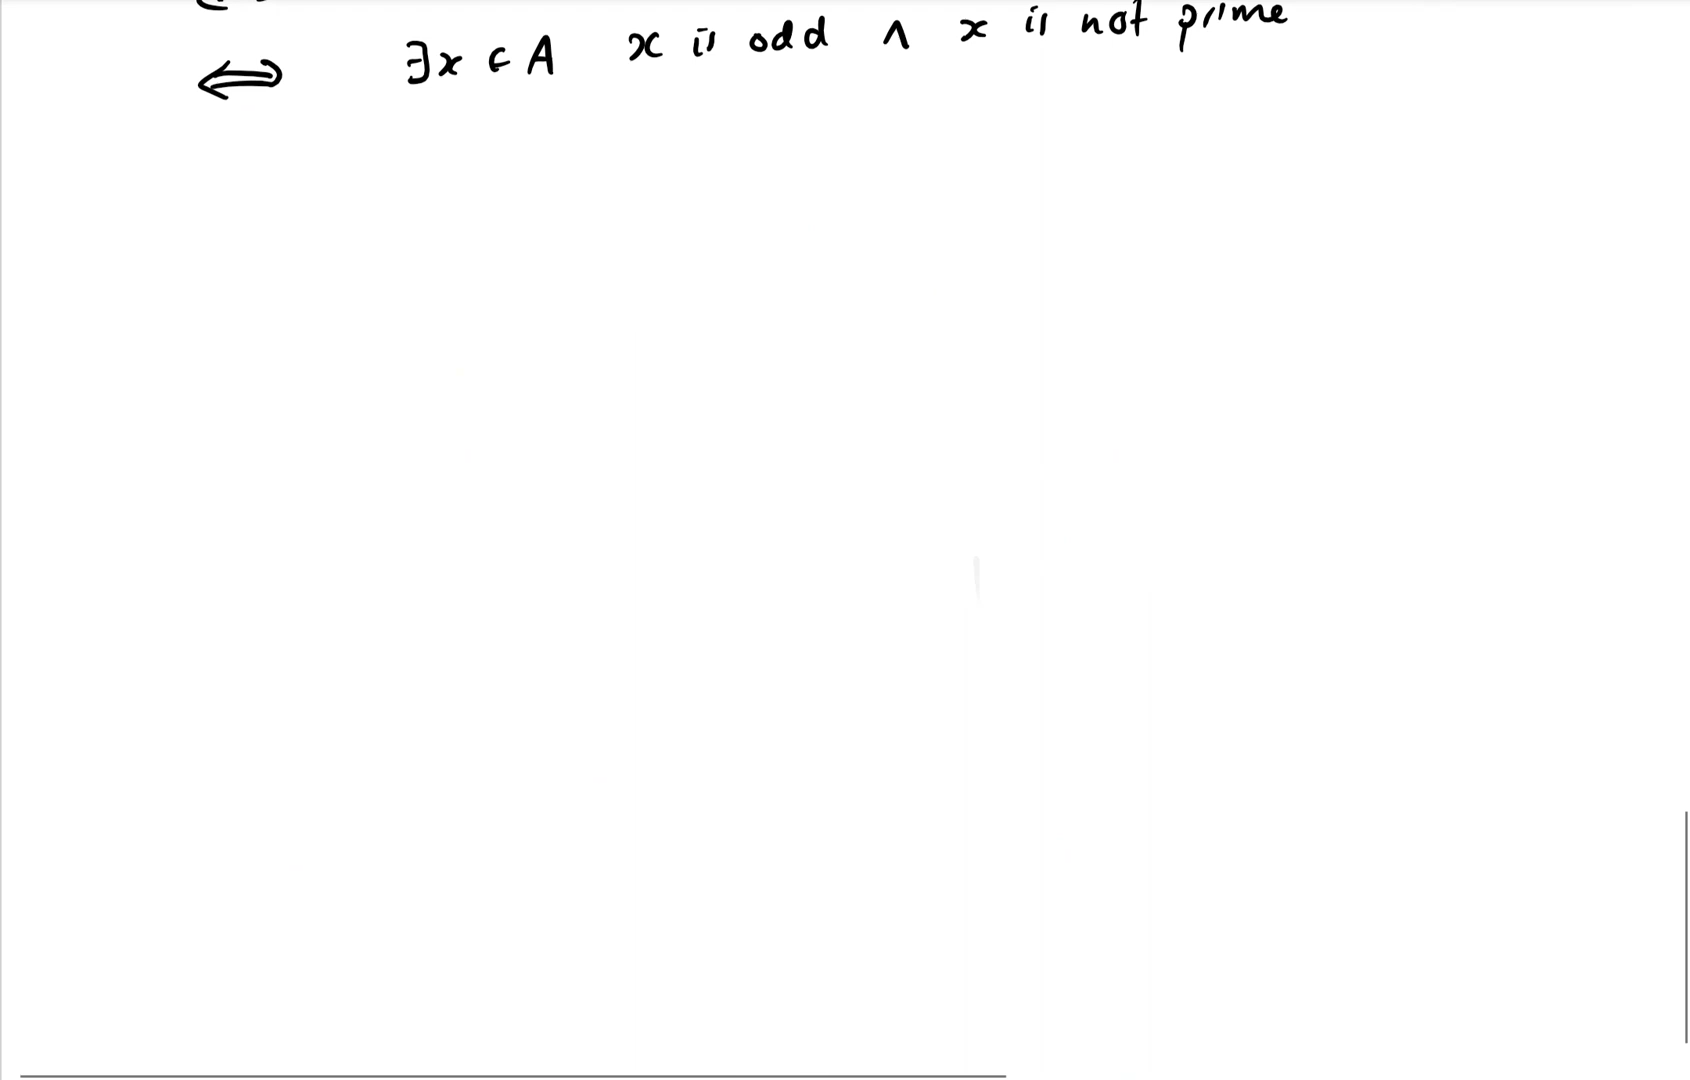 ⟺ ∃x ∈ A x is odd ∧ x is not prime